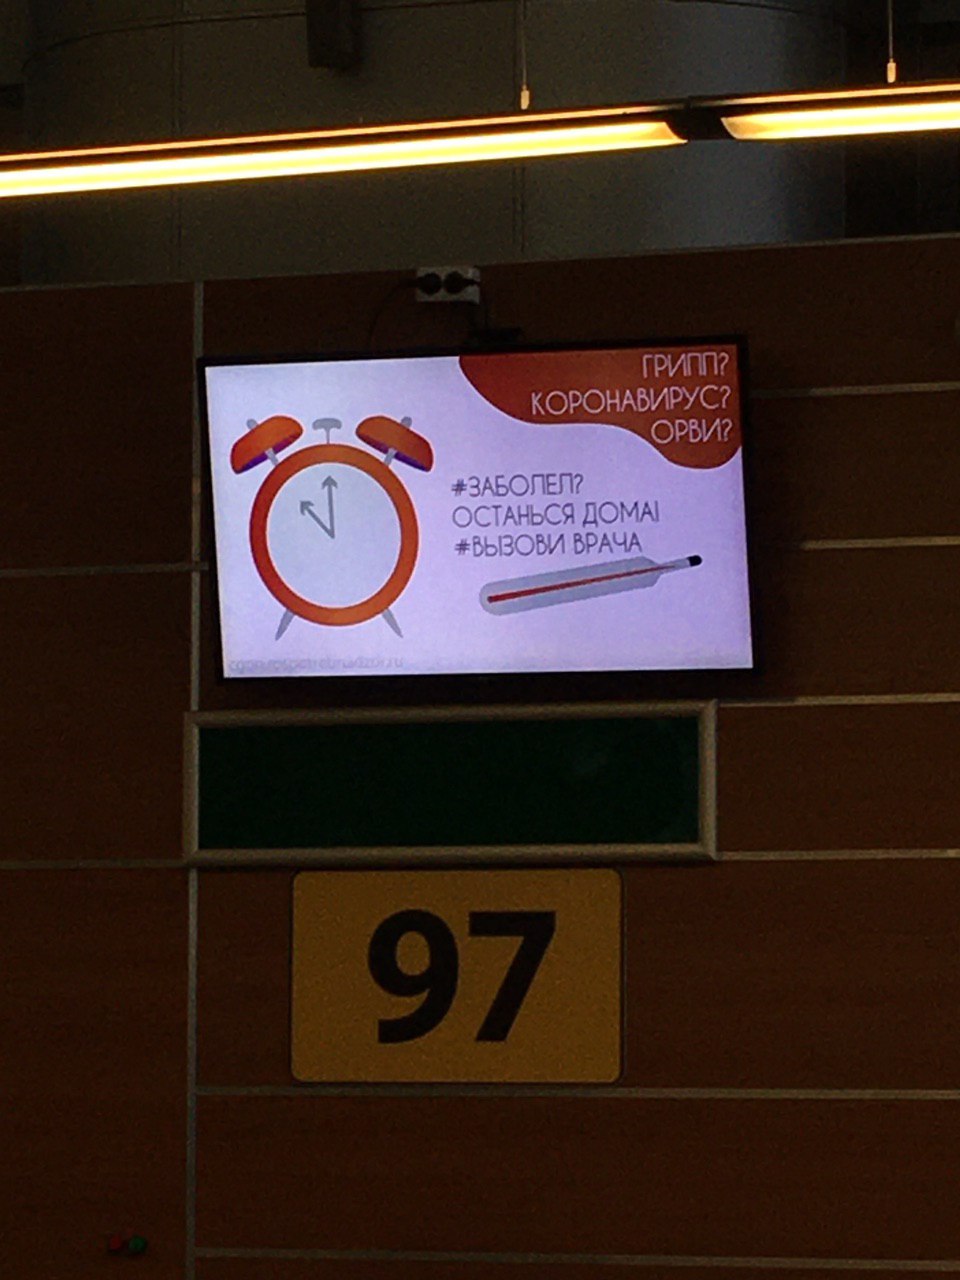 ГРИПП?
КОРОНАВИРУС?
ОРВИ?
#ЗАБОЛЕЛ?
ОСТАНЬСЯ ДОМА!
#ВЫЗОВИ ВРАЧА
97